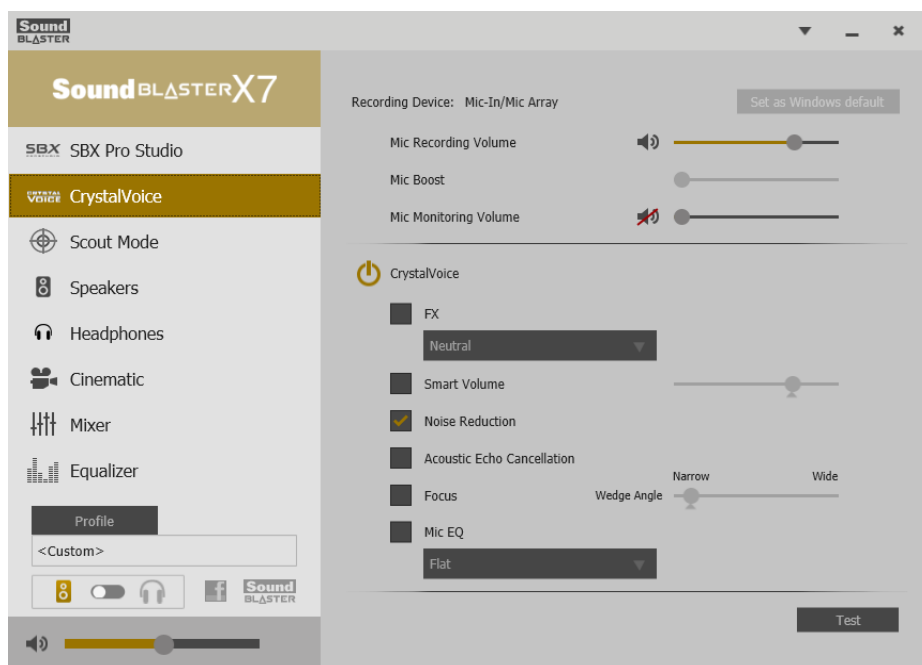 Sound
BLASTER
Sound BLASTER X7
SBX SBX Pro Studio
CRYSTAL VOICE CrystalVoice
Scout Mode
Speakers
Headphones
Cinematic
Mixer
Equalizer
Profile
<Custom>
f Sound
BLASTER
Recording Device: Mic-In/Mic Array Set as Windows default
Mic Recording Volume
Mic Boost
Mic Monitoring Volume
CrystalVoice
FX
Neutral
Smart Volume
Noise Reduction
Acoustic Echo Cancellation
Narrow Wide
Focus Wedge Angle
Mic EQ
Flat
Test